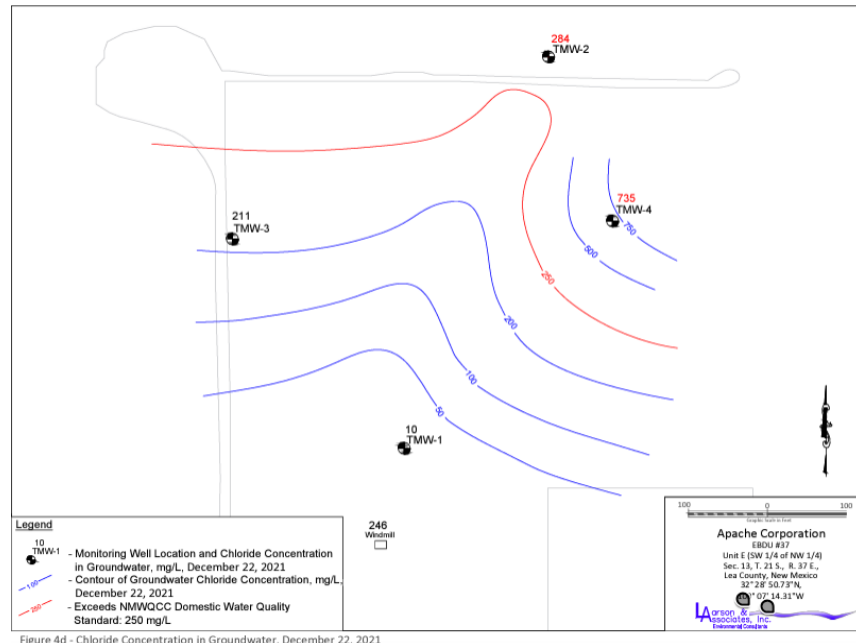 284
TMW-2
735
TMW-4
750
500
250
211
TMW-3
200
100
50
10
TMW-1
246
Windmill
Legend
10
TMW-1
- Monitoring Well Location and Chloride Concentration
in Groundwater, mg/L, December 22, 2021
100
- Contour of Groundwater Chloride Concentration, mg/L,
December 22, 2021
250
- Exceeds NMWQCC Domestic Water Quality
Standard: 250 mg/L
100 0 100
Graphic Scale in Feet
Apache Corporation
EBDU #37
Unit E (SW 1/4 of NW 1/4)
Sec. 13, T. 21 S., R. 37 E.,
Lea County, New Mexico
32° 28' 50.73"N,
07' 14.31"W
Larson &
Associates, Inc.
Environmental Consultants
Figure 4d - Chloride Concentration in Groundwater, December 22, 2021